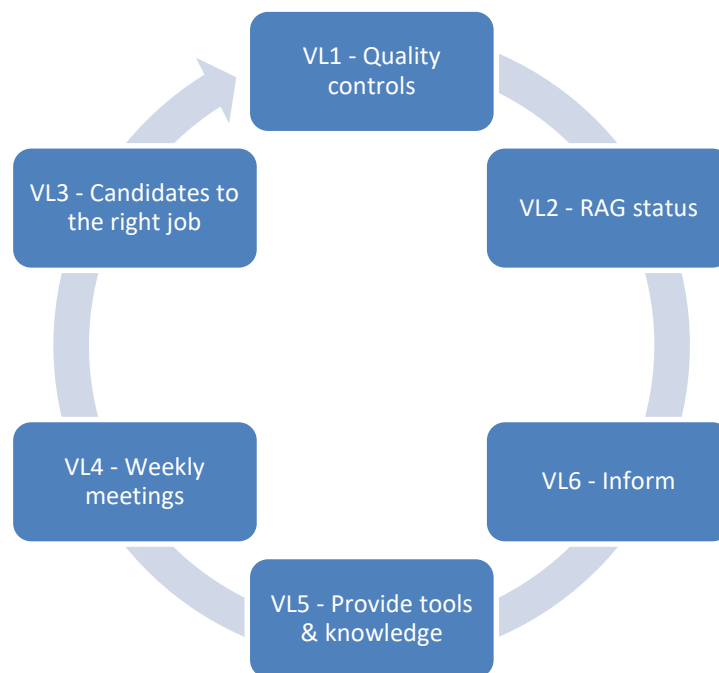 VL1 - Quality
controls
VL2 - RAG status
VL6 - Inform
VL5 - Provide tools
& knowledge
VL4 - Weekly
meetings
VL3 - Candidates to
the right job